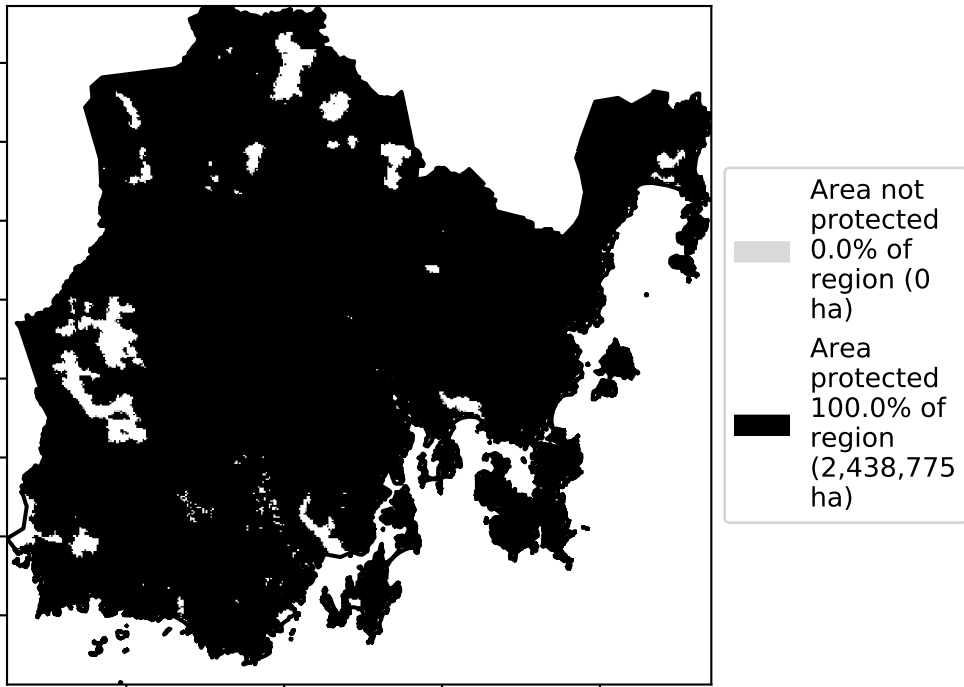 Area not
protected
0.0% of
region (0
ha)
Area
protected
100.0% of
region
(2,438,775
ha)